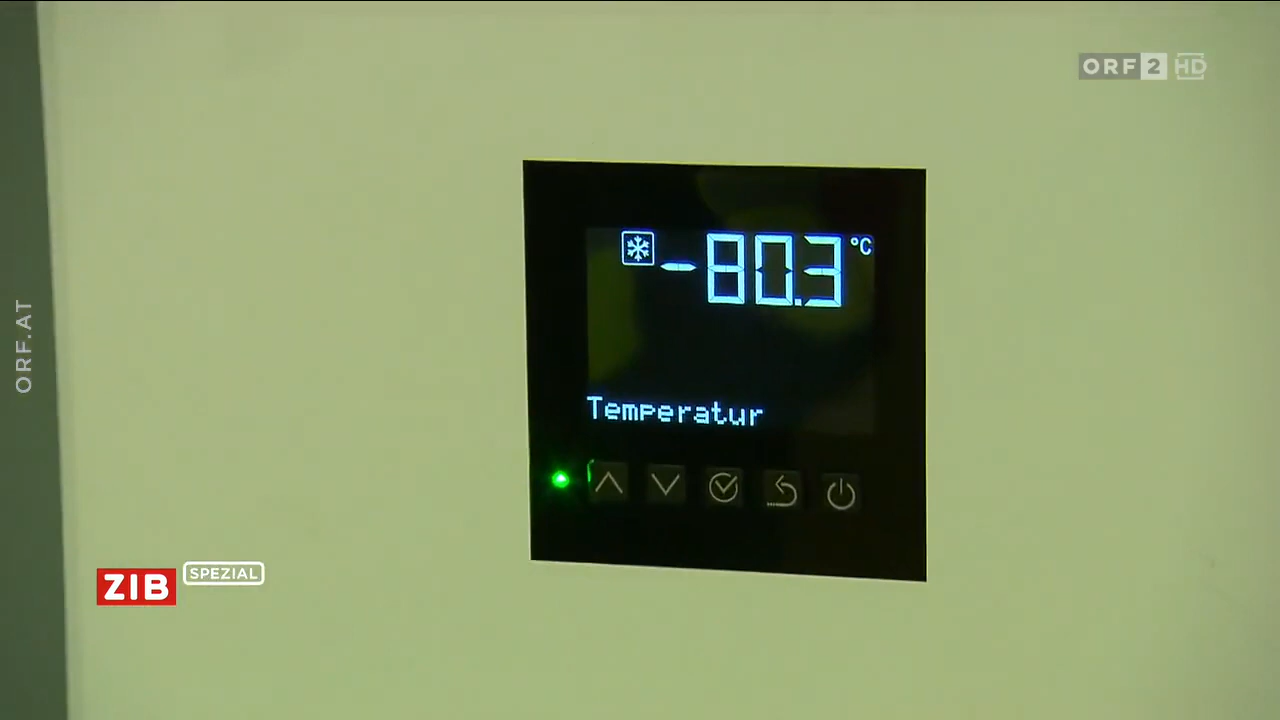 ORF 2 HD
-80.3 °C
Temperatur
ORF.AT
ZIB SPEZIAL